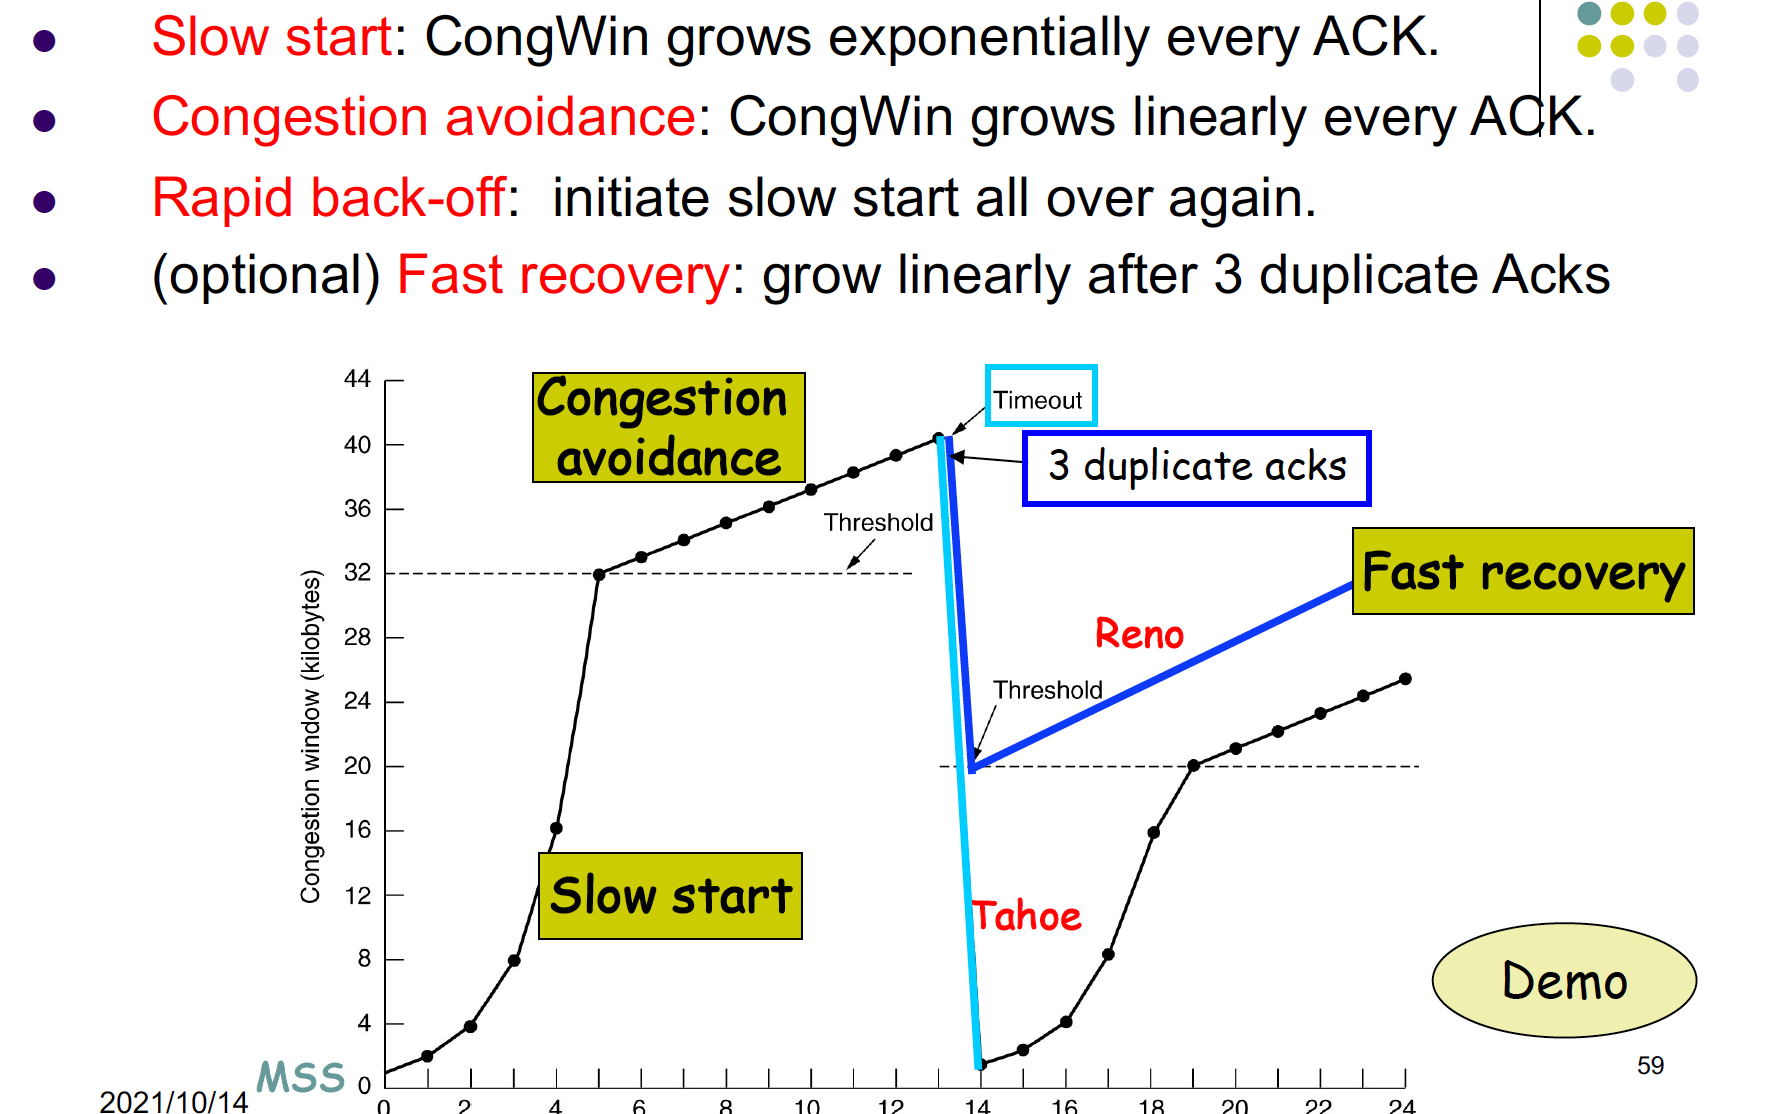 Slow start: CongWin grows exponentially every ACK.
Congestion avoidance: CongWin grows linearly every ACK.
Rapid back-off:  initiate slow start all over again.
(optional) Fast recovery: grow linearly after 3 duplicate Acks
Congestion
avoidance
Timeout
3 duplicate acks
Threshold
Fast recovery
Reno
Threshold
Slow start
Tahoe
Demo
Congestion window (kilobytes)
44
40
36
32
28
24
20
16
12
8
4
0
MSS
0 2 4 6 8 10 12 14 16 18 20 22 24
2021/10/14
59